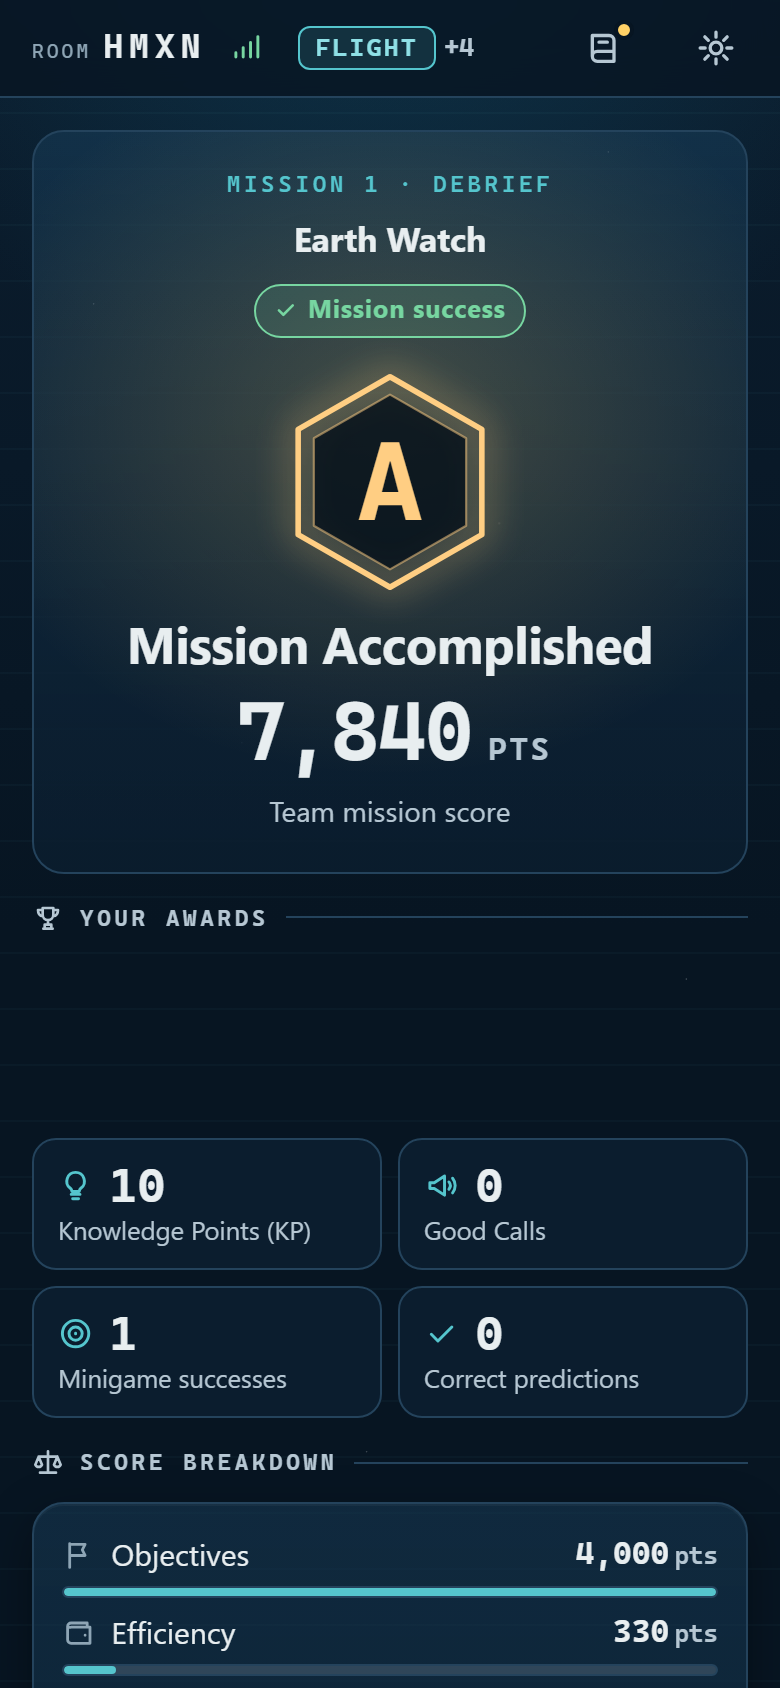 ROOM HMXN FLIGHT +4
MISSION 1 · DEBRIEF
Earth Watch
Mission success
A
Mission Accomplished
7,840 PTS
Team mission score
YOUR AWARDS
10
Knowledge Points (KP)
0
Good Calls
1
Minigame successes
0
Correct predictions
SCORE BREAKDOWN
Objectives 4,000 pts
Efficiency 330 pts